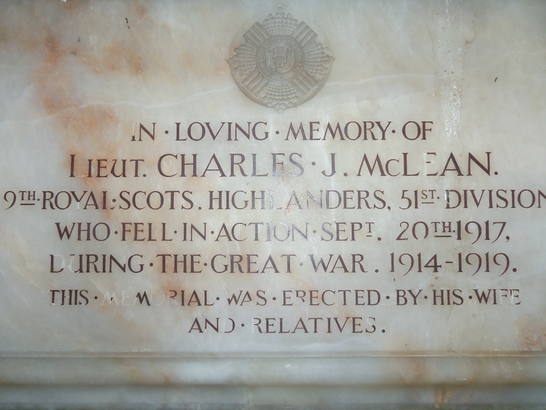 IN·LOVING·MEMORY·OF
LIEUT. CHARLES·J. McLEAN.
9TH·ROYAL·SCOTS. HIGHLANDERS, 51ST·DIVISION
WHO·FELL·IN·ACTION·SEPT. 20TH·1917,
DURING·THE·GREAT·WAR. 1914-1919.
THIS·MEMORIAL·WAS·ERECTED·BY·HIS·WIFE
AND·RELATIVES.